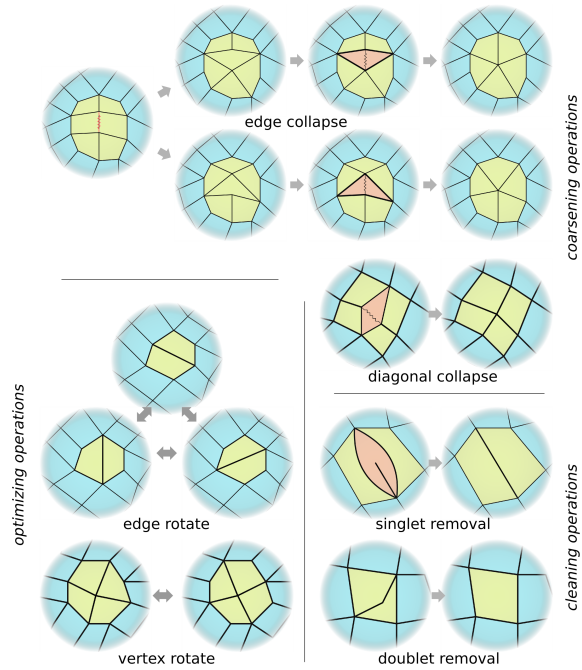 edge collapse
coarsening operations
diagonal collapse
optimizing operations
edge rotate
singlet removal
cleaning operations
vertex rotate
doublet removal